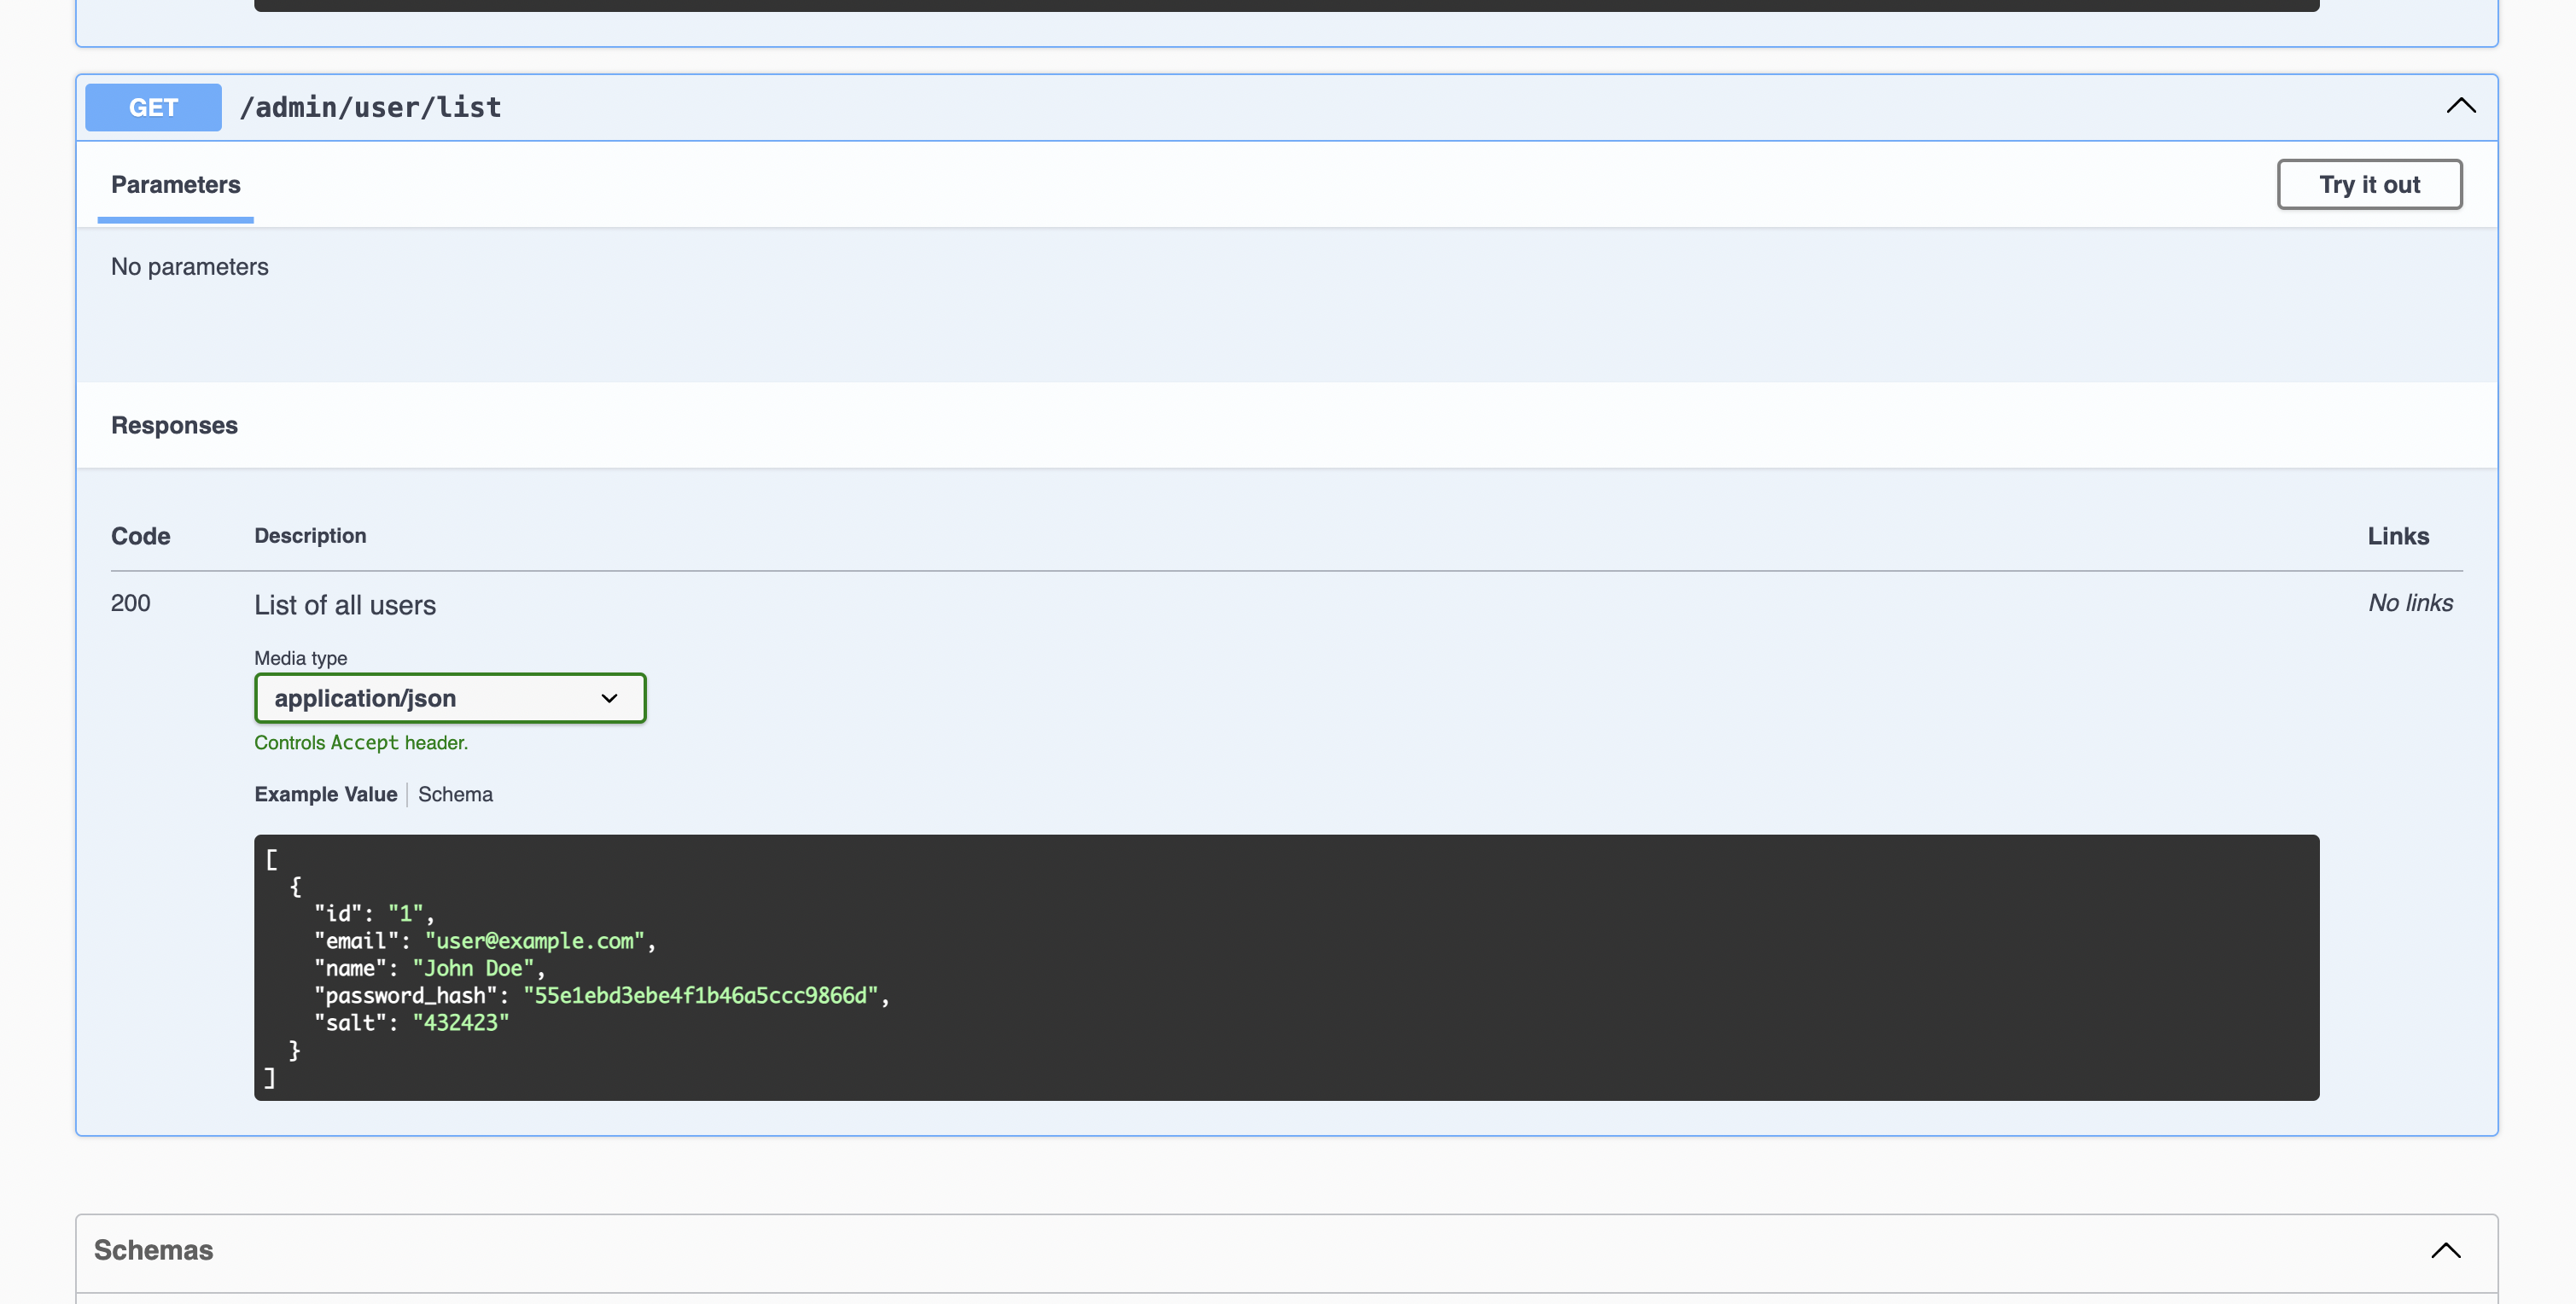 GET /admin/user/list
Parameters
Try it out
No parameters
Responses
Code Description Links
200 List of all users No links
Media type
application/json
Controls Accept header.
Example Value Schema
[
{
"id": "1",
"email": "user@example.com",
"name": "John Doe",
"password_hash": "55e1ebd3ebe4f1b46a5ccc9866d",
"salt": "432423"
}
]
Schemas